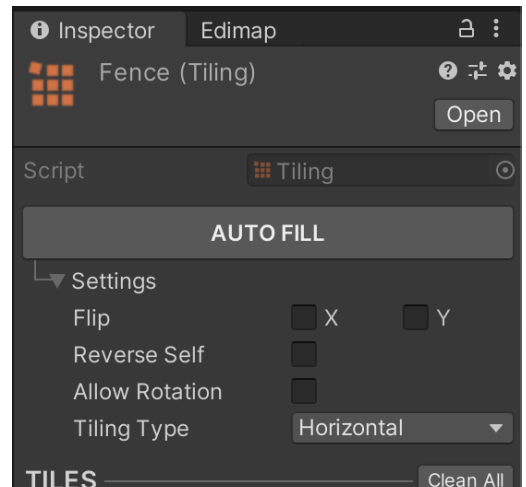 Inspector Edimap
Fence (Tiling)
Open
Script Tiling
AUTO FILL
Settings
Flip X Y
Reverse Self
Allow Rotation
Tiling Type Horizontal
TILES Clean All